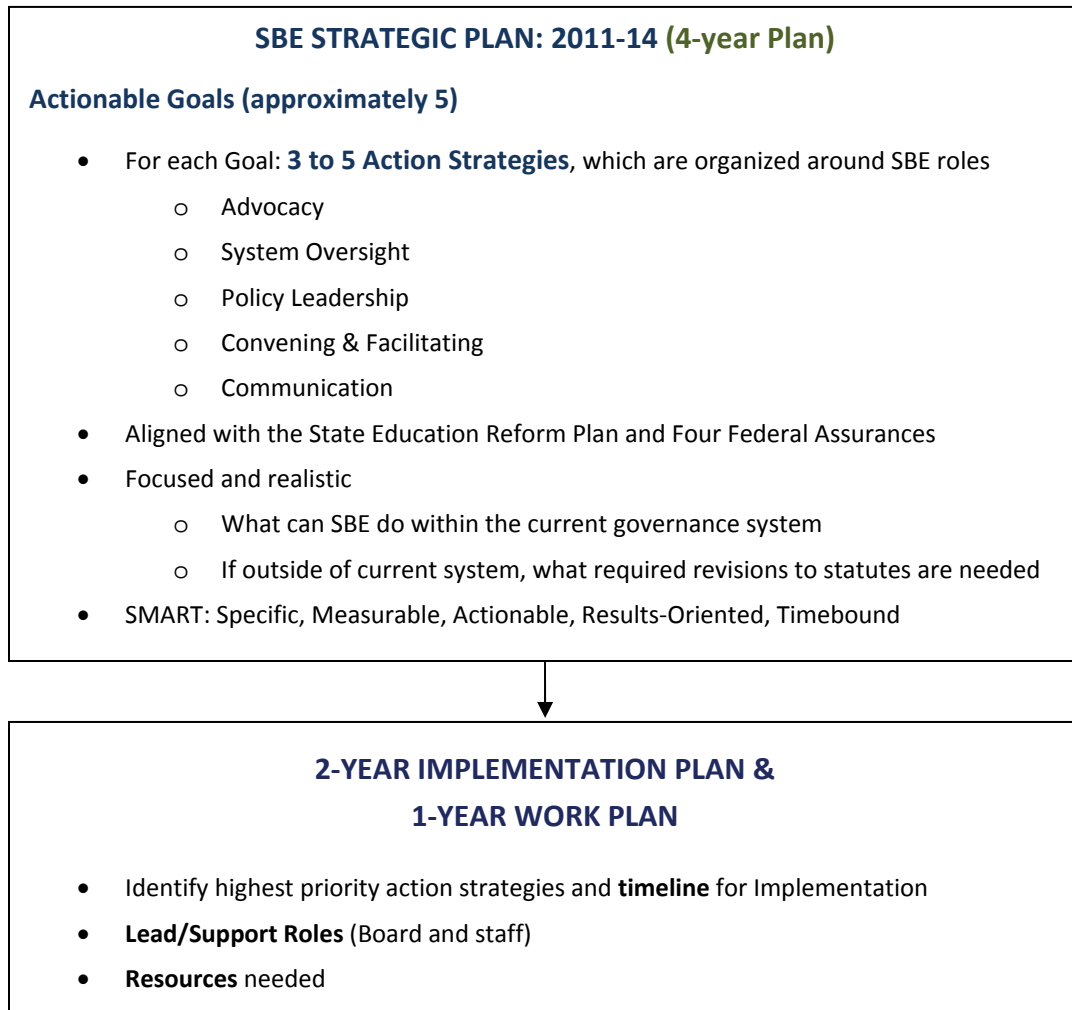 SBE STRATEGIC PLAN: 2011-14 (4-year Plan)
Actionable Goals (approximately 5)
• For each Goal: 3 to 5 Action Strategies, which are organized around SBE roles
o Advocacy
o System Oversight
o Policy Leadership
o Convening & Facilitating
o Communication
• Aligned with the State Education Reform Plan and Four Federal Assurances
• Focused and realistic
o What can SBE do within the current governance system
o If outside of current system, what required revisions to statutes are needed
• SMART: Specific, Measurable, Actionable, Results-Oriented, Timebound
2-YEAR IMPLEMENTATION PLAN &
1-YEAR WORK PLAN
• Identify highest priority action strategies and timeline for Implementation
• Lead/Support Roles (Board and staff)
• Resources needed